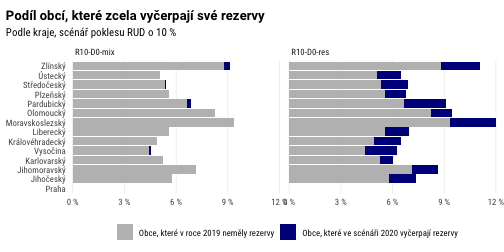 Podíl obcí, které zcela vyčerpají své rezervy
Podle kraje, scénář poklesu RUD o 10 %
R10-D0-mix
R10-D0-res
Zlínský
Ústecký
Středočeský
Plzeňský
Pardubický
Olomoucký
Moravskoslezský
Liberecký
Královéhradecký
Vysočina
Karlovarský
Jihomoravský
Jihočeský
Praha
0 % 3 % 6 % 9 % 12 %
0 % 3 % 6 % 9 % 12 %
Obce, které v roce 2019 neměly rezervy
Obce, které ve scénáři 2020 vyčerpají rezervy